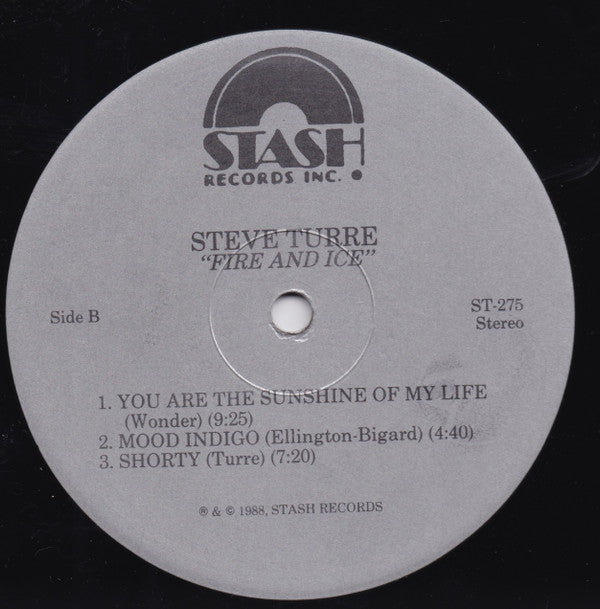 STASH
RECORDS INC.
STEVE TURRE
"FIRE AND ICE"
Side B
ST-275
Stereo
1. YOU ARE THE SUNSHINE OF MY LIFE
(Wonder) (9:25)
2. MOOD INDIGO (Ellington-Bigard) (4:40)
3. SHORTY (Turre) (7:20)
℗ & © 1988, STASH RECORDS